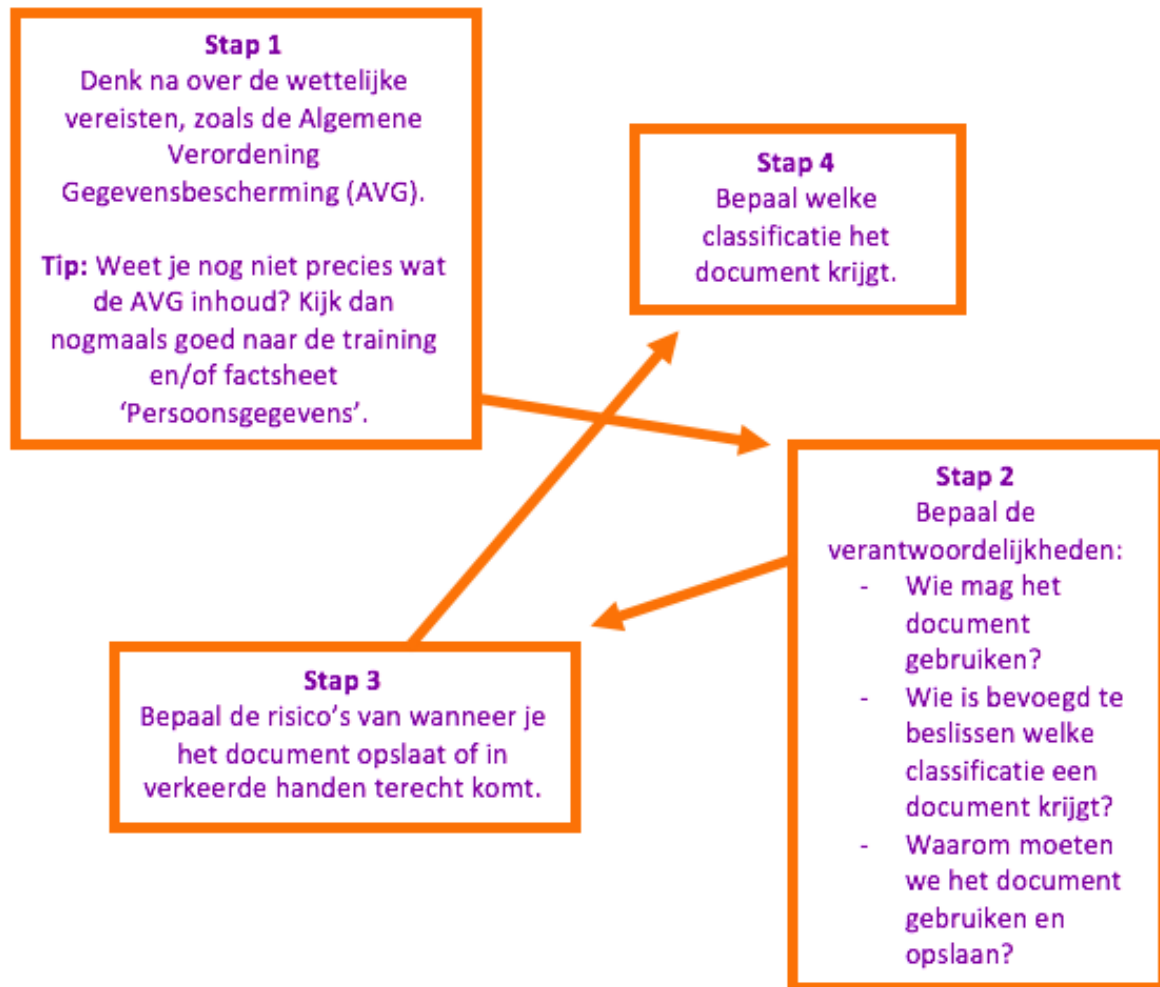 Stap 1
Denk na over de wettelijke
vereisten, zoals de Algemene
Verordening
Gegevensbescherming (AVG).
Tip: Weet je nog niet precies wat
de AVG inhoud? Kijk dan
nogmaals goed naar de training
en/of factsheet
‘Persoonsgegevens’.
Stap 2
Bepaal de
verantwoordelijkheden:
- Wie mag het
document
gebruiken?
- Wie is bevoegd te
beslissen welke
classificatie een
document krijgt?
- Waarom moeten
we het document
gebruiken en
opslaan?
Stap 3
Bepaal de risico’s van wanneer je
het document opslaat of in
verkeerde handen terecht komt.
Stap 4
Bepaal welke
classificatie het
document krijgt.